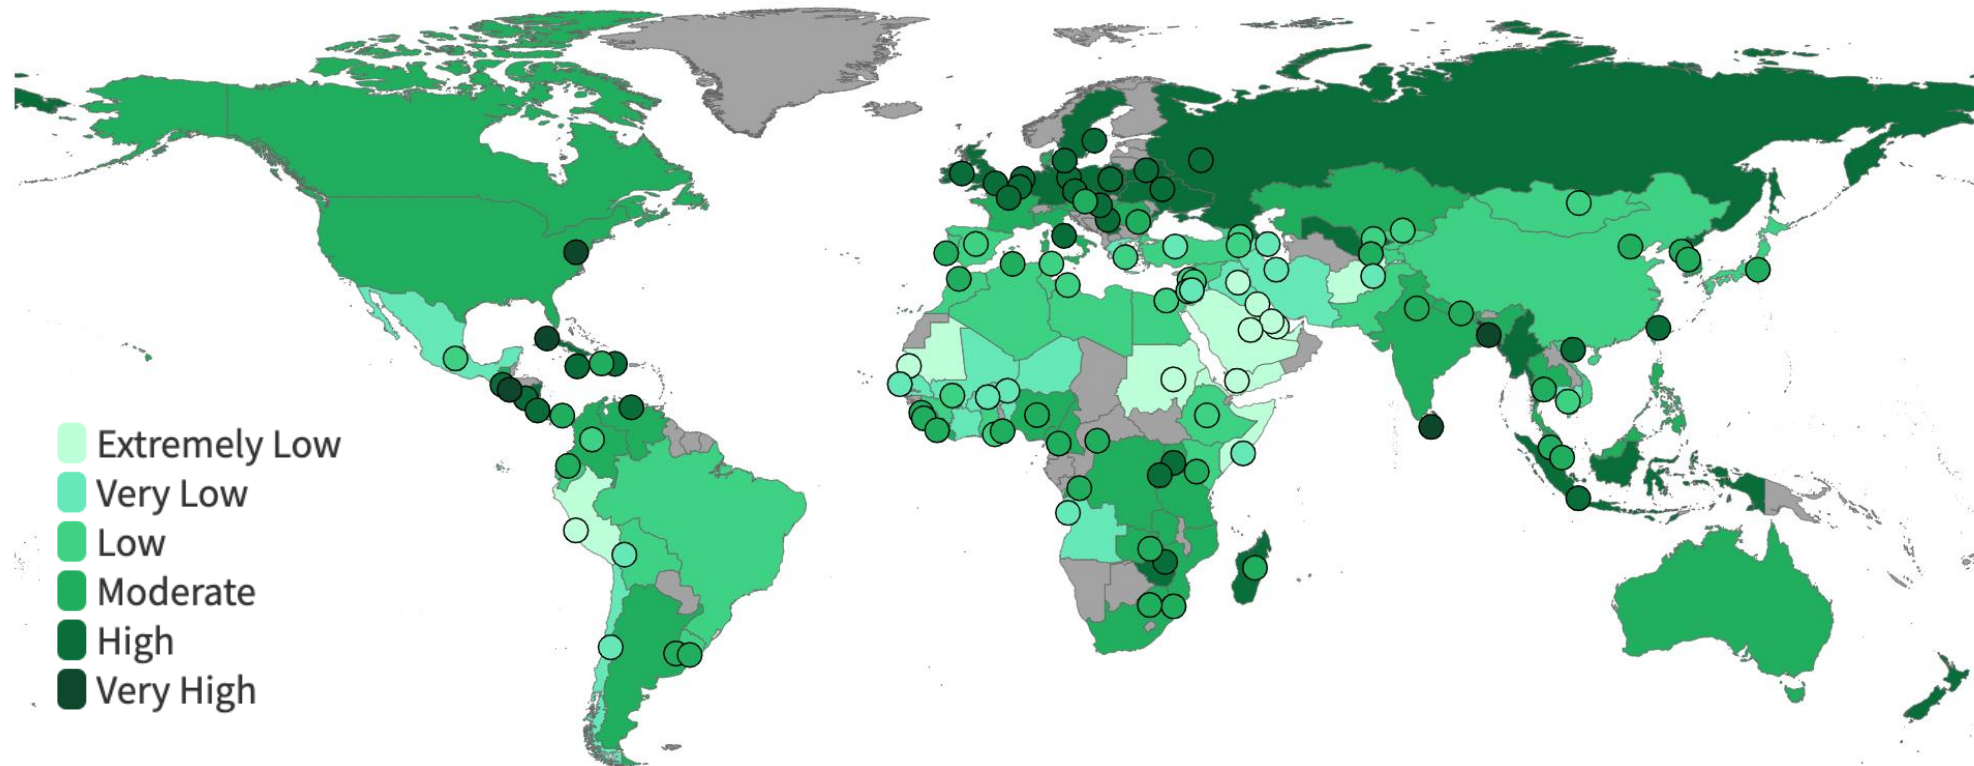 Extremely Low
Very Low
Low
Moderate
High
Very High